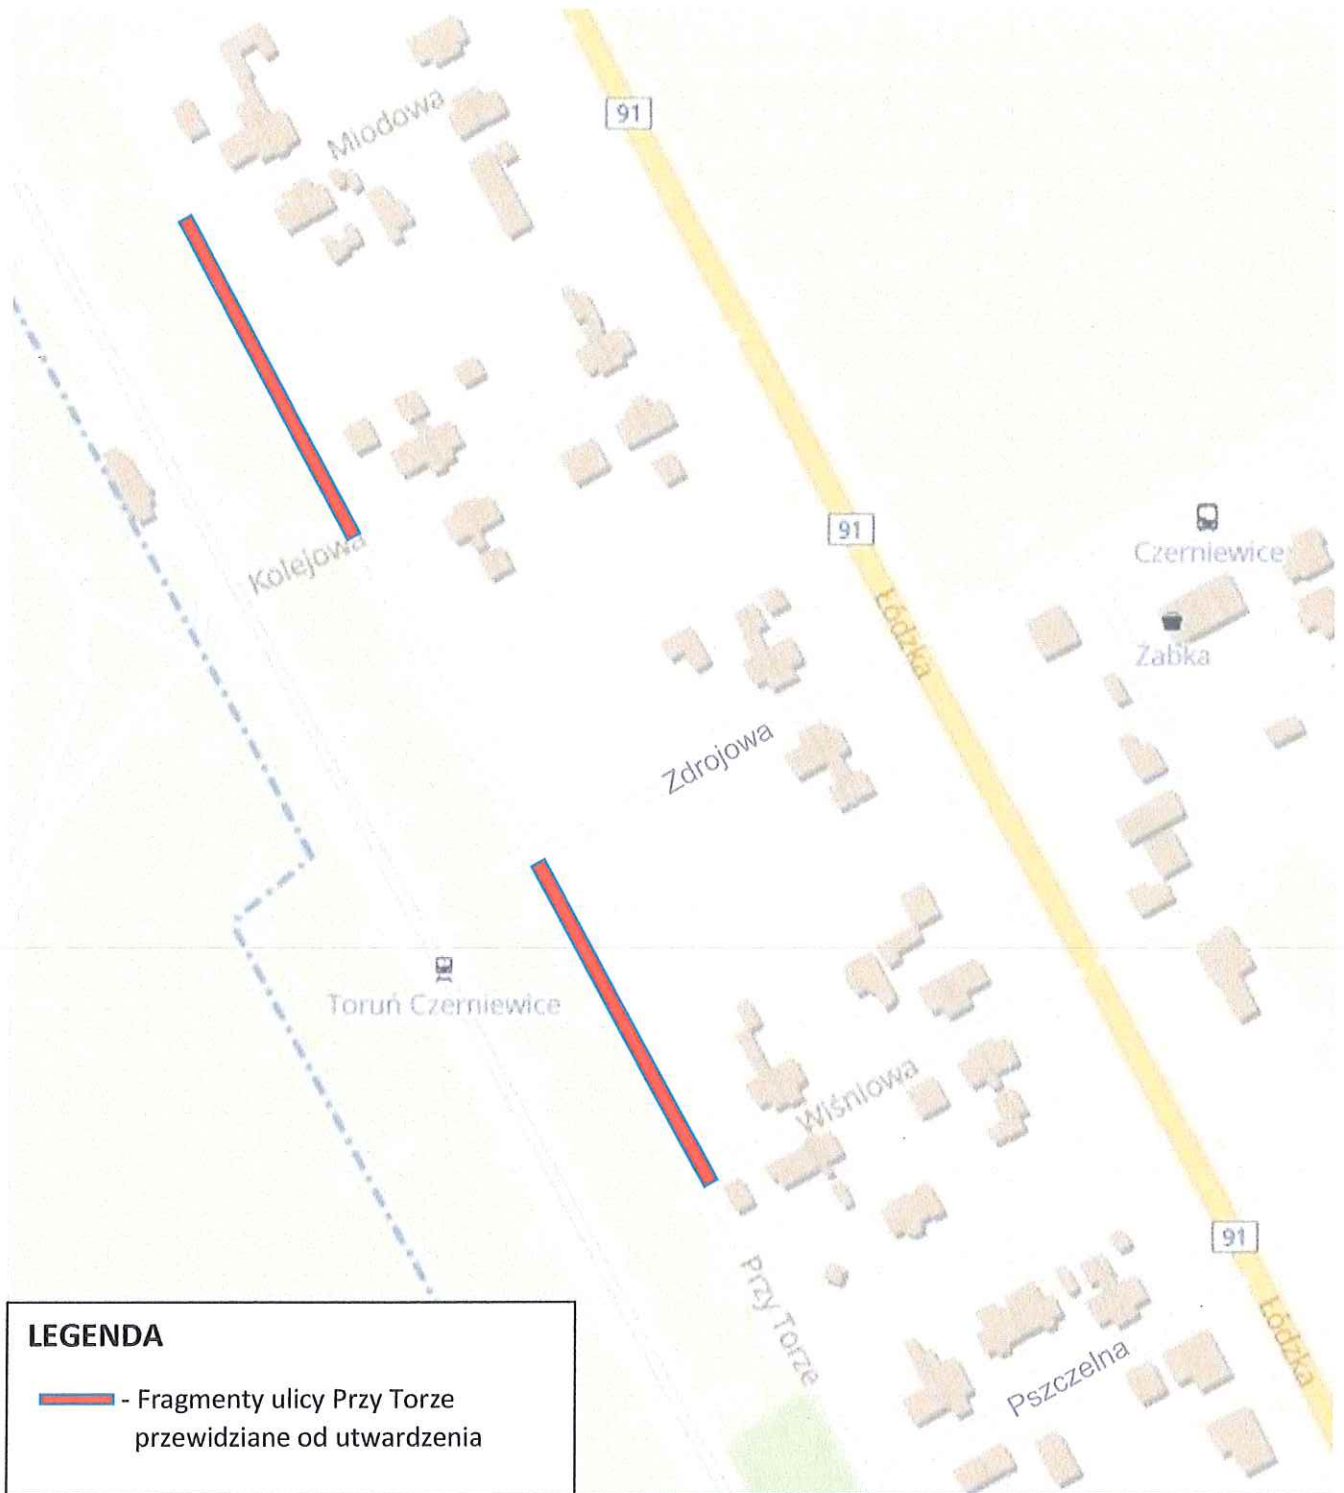 91
Miodowa
91
Czerniewice
Kolejowa
Łódzka
Żabka
Zdrojowa
Toruń Czerniewice
Wiśniowa
91
Przy Torze
Łódzka
Pszczelna
LEGENDA
- Fragmenty ulicy Przy Torze
przewidziane od utwardzenia